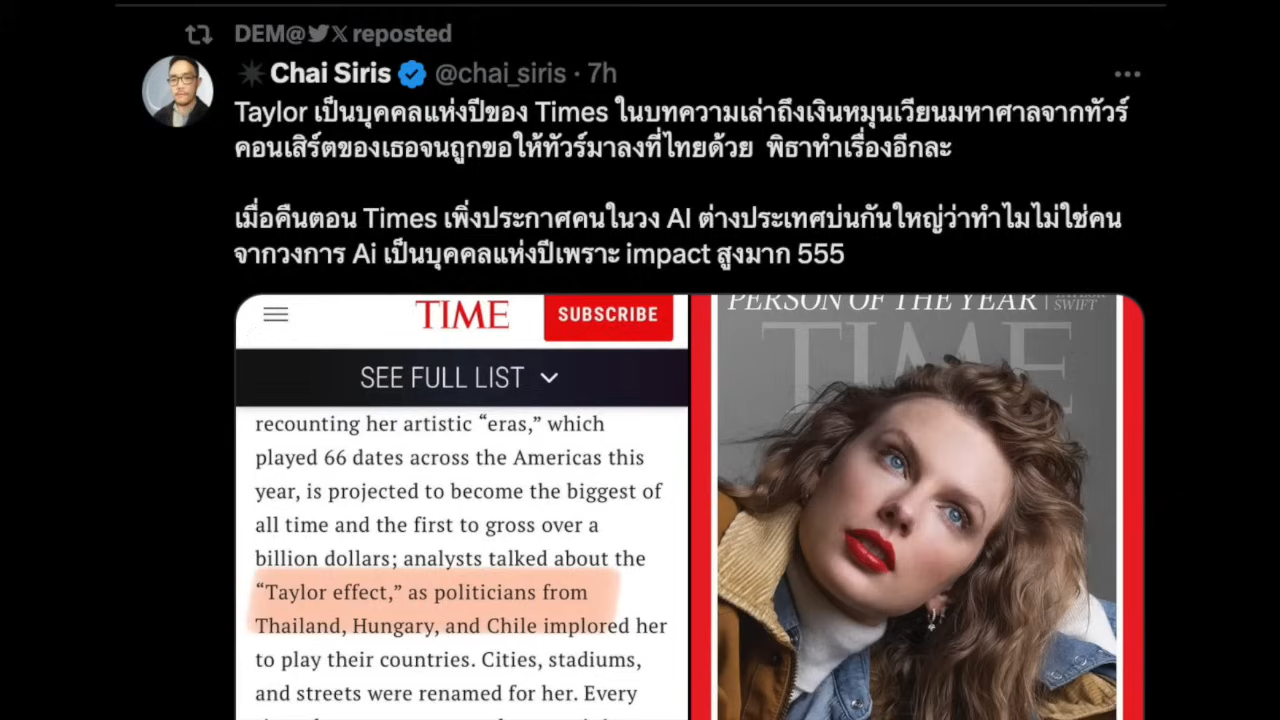 DEM@ X reposted
Chai Siris @chai_siris · 7h
Taylor เป็นบุคคลแห่งปีของ Times ในบทความเล่าถึงเงินหมุนเวียนมหาศาลจากทัวร์
คอนเสิร์ตของเธอจนถูกขอให้ทัวร์มาลงที่ไทยด้วย พิธาทำเรื่องอีกละ
เมื่อคืนตอน Times เพิ่งประกาศคนในวง AI ต่างประเทศบ่นกันใหญ่ว่าทำไมไม่ใช่คน
จากวงการ Ai เป็นบุคคลแห่งปีเพราะ impact สูงมาก 555
TIME
SUBSCRIBE
SEE FULL LIST
recounting her artistic “eras,” which
played 66 dates across the Americas this
year, is projected to become the biggest of
all time and the first to gross over a
billion dollars; analysts talked about the
“Taylor effect,” as politicians from
Thailand, Hungary, and Chile implored her
to play their countries. Cities, stadiums,
and streets were renamed for her. Every
PERSON OF THE YEAR | TAYLOR
SWIFT
TIME